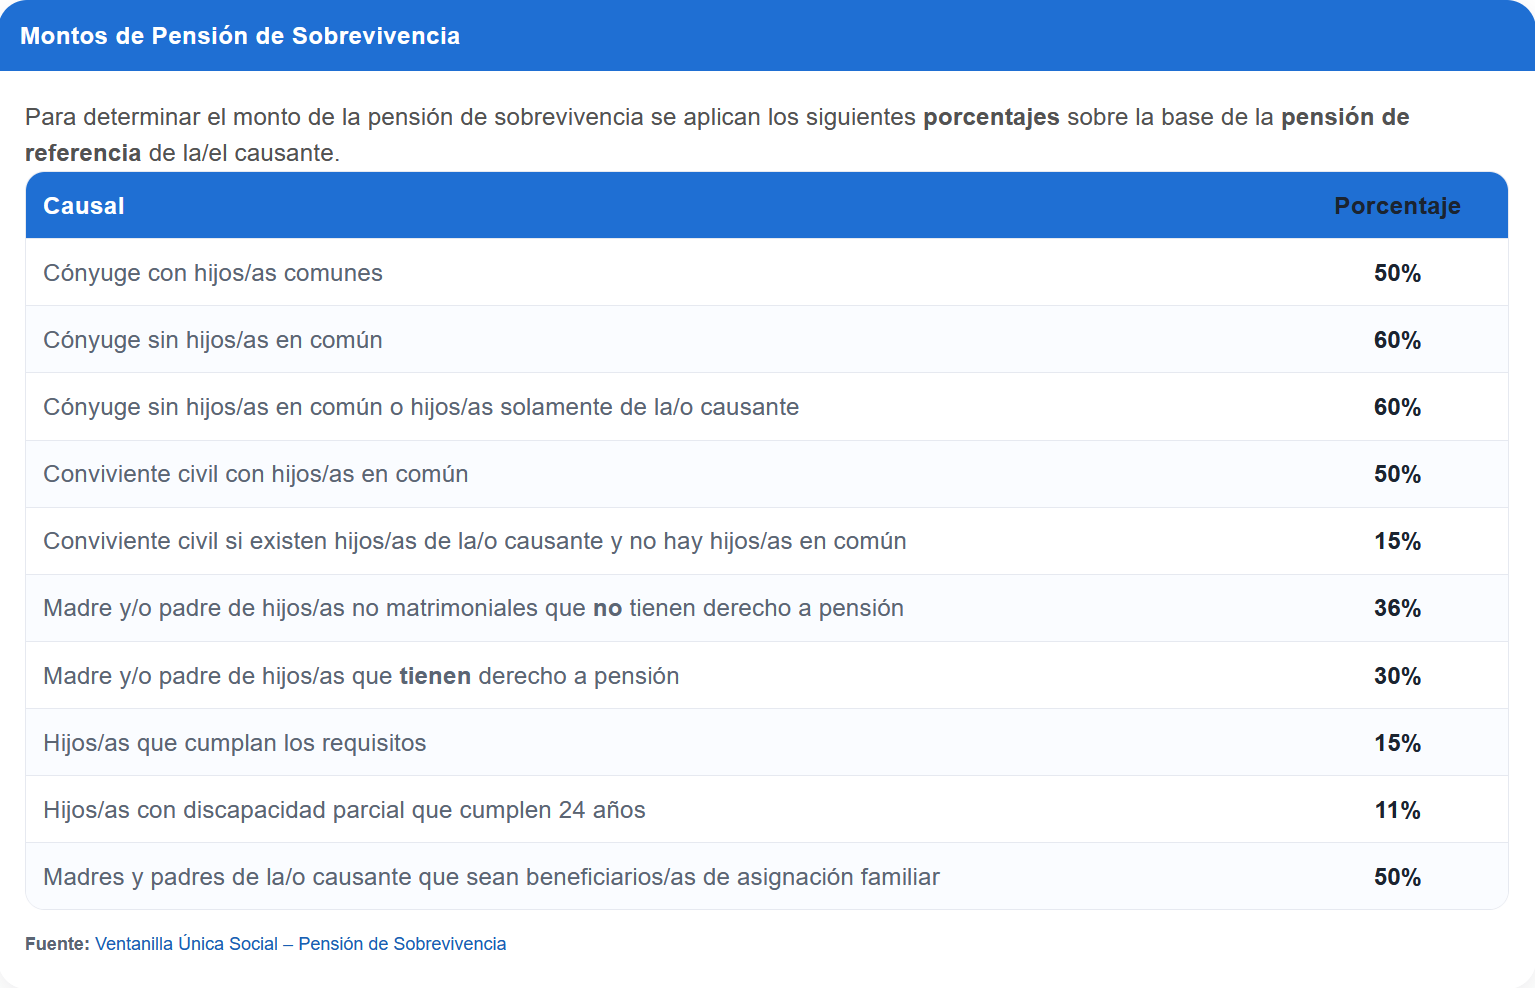 Montos de Pensión de Sobrevivencia
Para determinar el monto de la pensión de sobrevivencia se aplican los siguientes porcentajes sobre la base de la pensión de
referencia de la/el causante.
Causal Porcentaje
Cónyuge con hijos/as comunes 50%
Cónyuge sin hijos/as en común 60%
Cónyuge sin hijos/as en común o hijos/as solamente de la/o causante 60%
Conviviente civil con hijos/as en común 50%
Conviviente civil si existen hijos/as de la/o causante y no hay hijos/as en común 15%
Madre y/o padre de hijos/as no matrimoniales que no tienen derecho a pensión 36%
Madre y/o padre de hijos/as que tienen derecho a pensión 30%
Hijos/as que cumplan los requisitos 15%
Hijos/as con discapacidad parcial que cumplen 24 años 11%
Madres y padres de la/o causante que sean beneficiarios/as de asignación familiar 50%
Fuente: Ventanilla Única Social – Pensión de Sobrevivencia